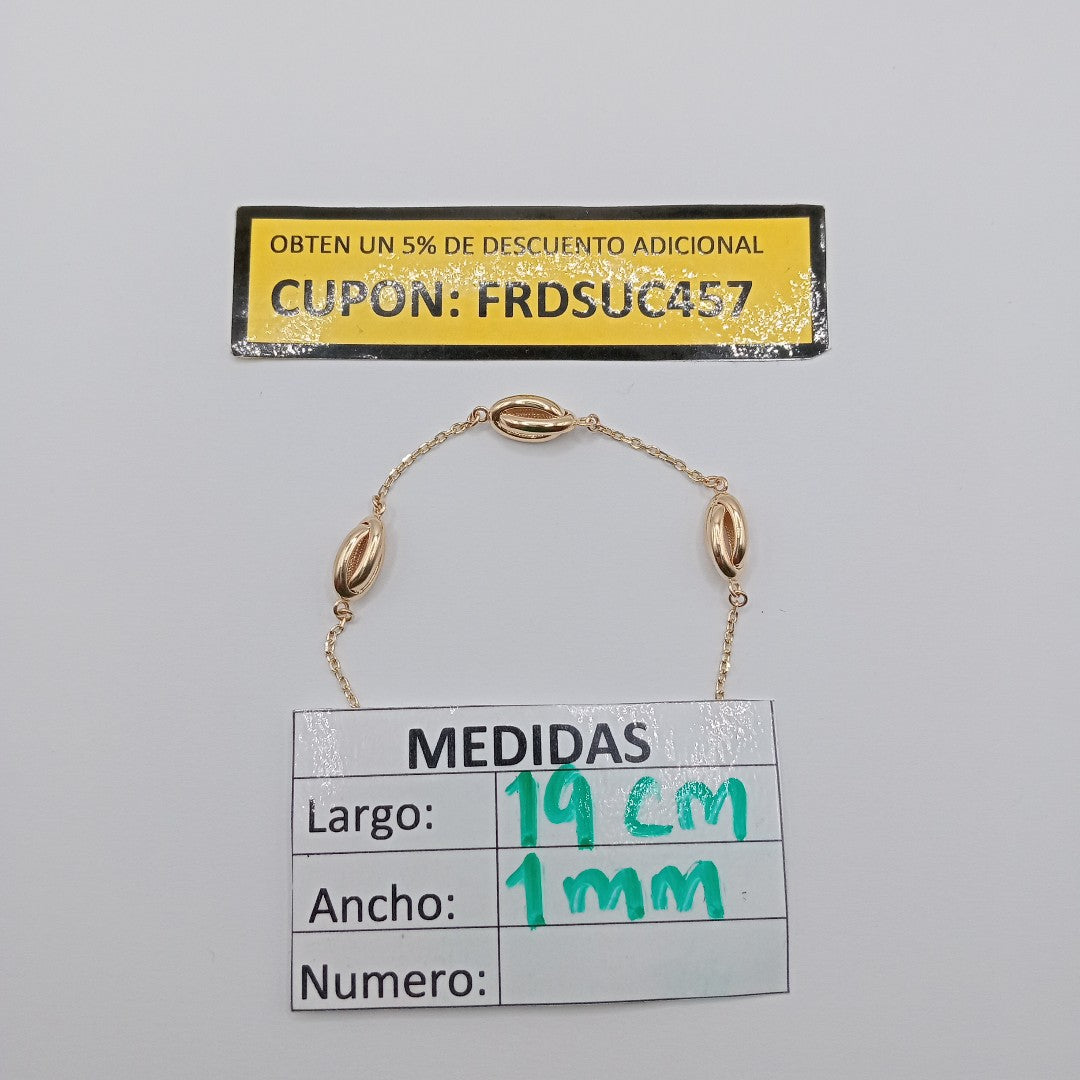 OBTEN UN 5% DE DESCUENTO ADICIONAL
CUPON: FRDSUC457
MEDIDAS
Largo: 19 cm
Ancho: 1 mm
Numero: